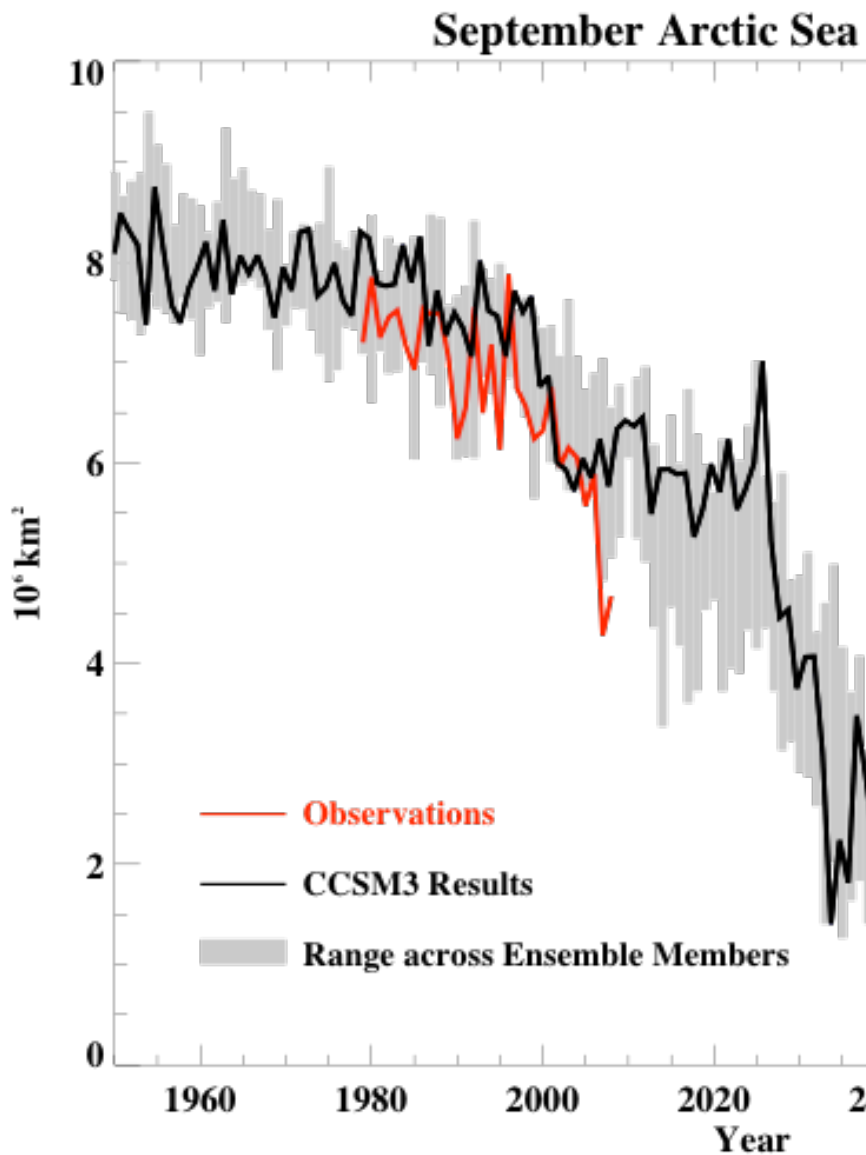 September Arctic Sea
10
8
6
4
2
0
10⁶ km²
Observations
CCSM3 Results
Range across Ensemble Members
1960 1980 2000 2020 2
Year